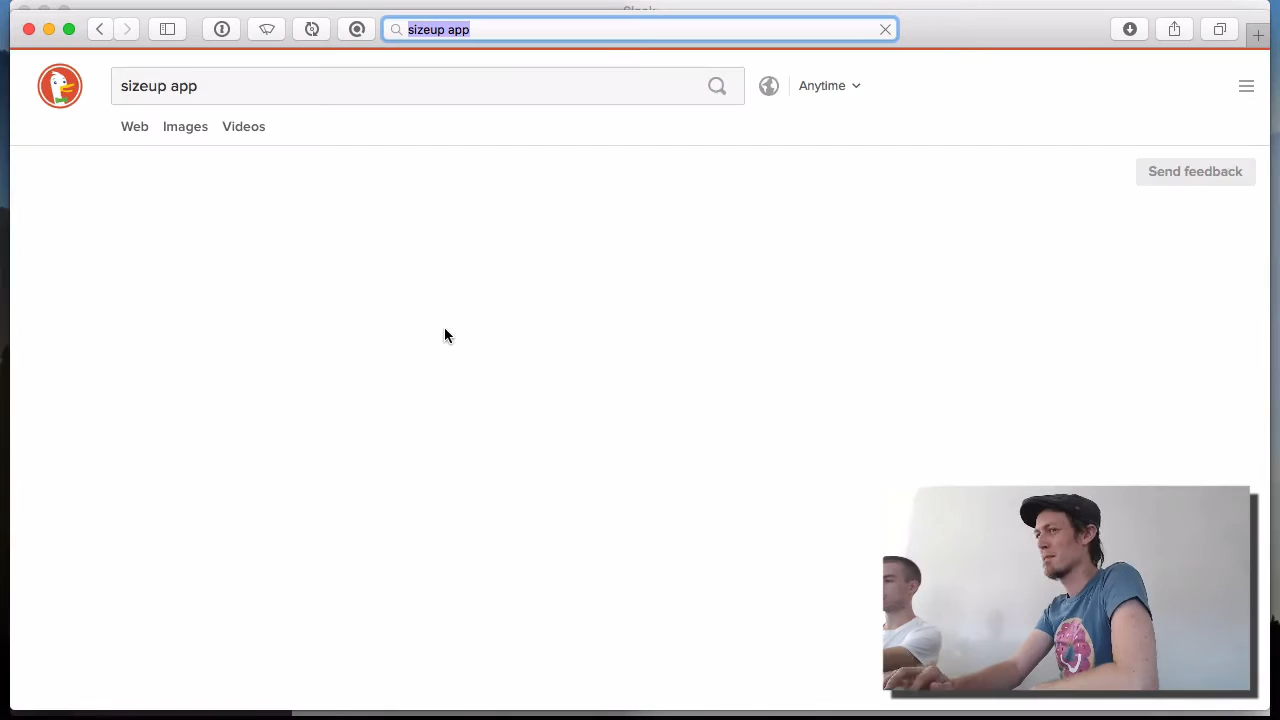 sizeup app
sizeup app
Anytime
Web Images Videos
Send feedback